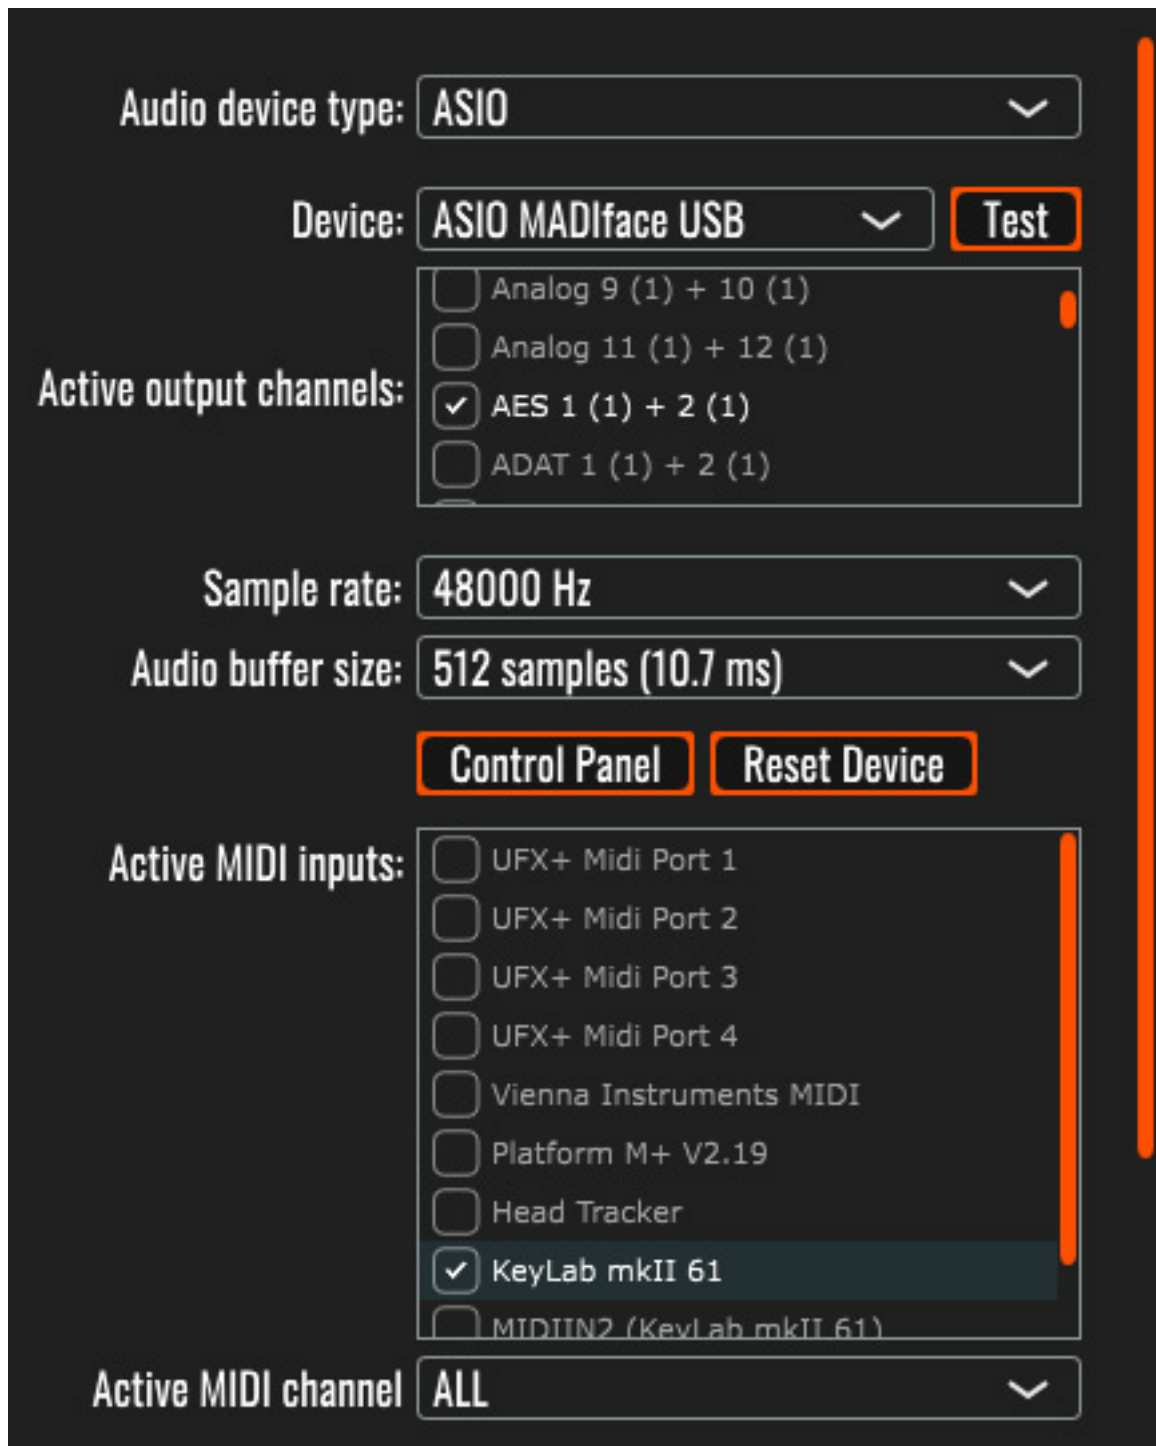 Audio device type: ASIO
Device: ASIO MADIface USB Test
Analog 9 (1) + 10 (1)
Analog 11 (1) + 12 (1)
Active output channels:
AES 1 (1) + 2 (1)
ADAT 1 (1) + 2 (1)
Sample rate: 48000 Hz
Audio buffer size: 512 samples (10.7 ms)
Control Panel Reset Device
Active MIDI inputs: UFX+ Midi Port 1
UFX+ Midi Port 2
UFX+ Midi Port 3
UFX+ Midi Port 4
Vienna Instruments MIDI
Platform M+ V2.19
Head Tracker
KeyLab mkII 61
MIDIIN2 (KeyLab mkII 61)
Active MIDI channel ALL